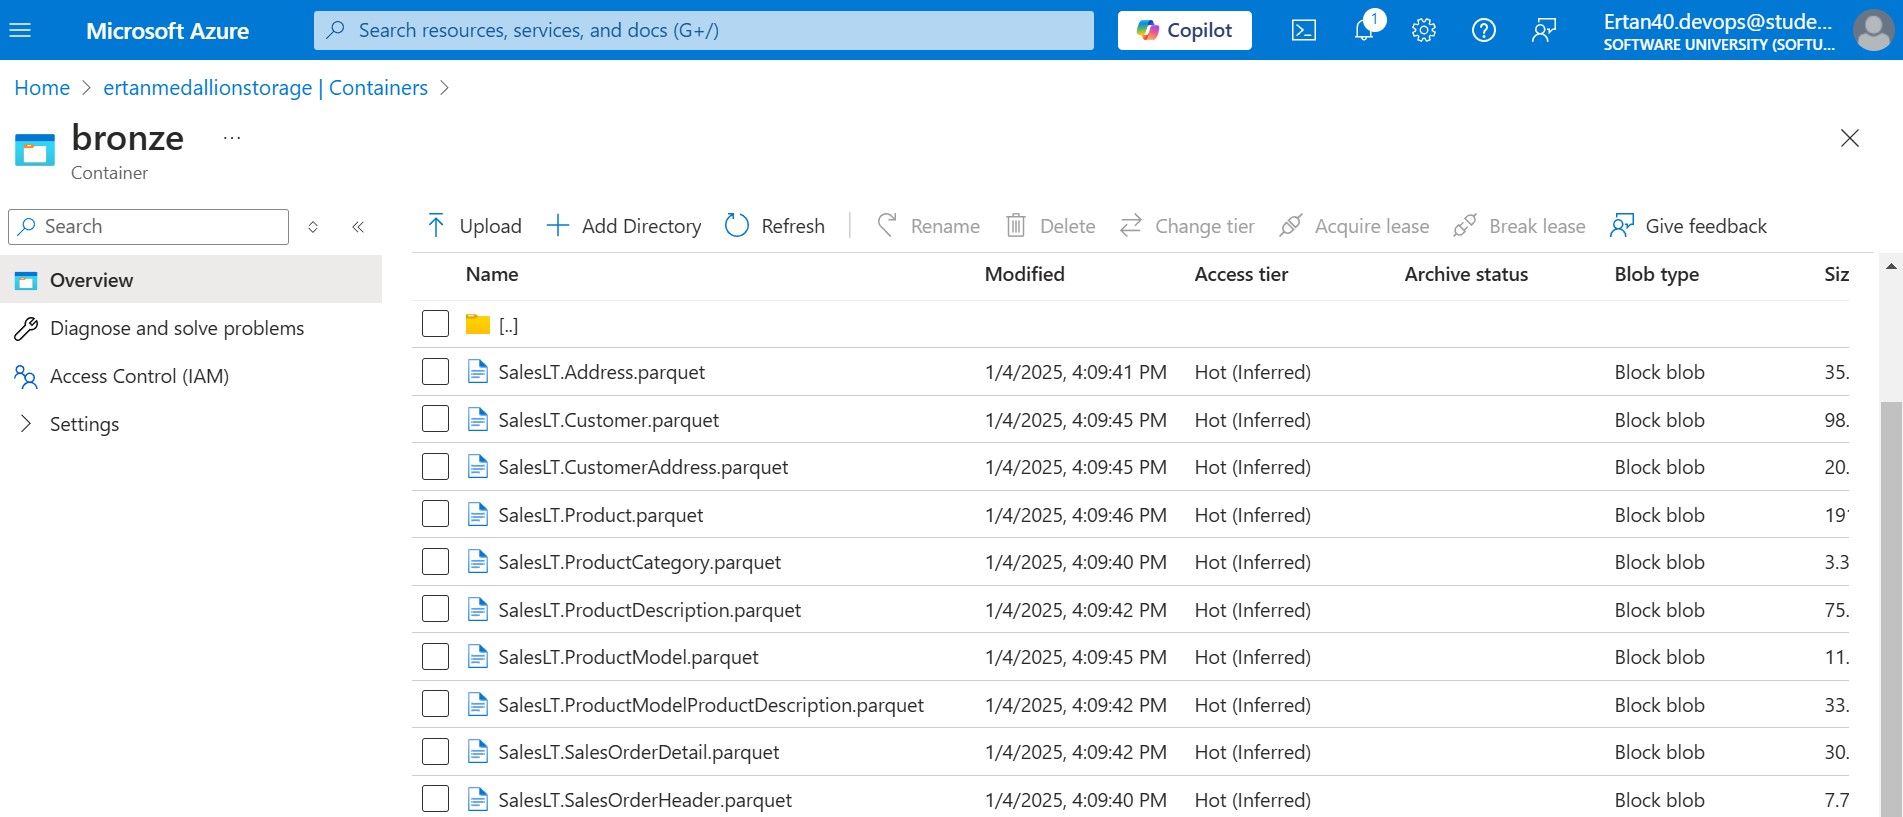 Microsoft Azure
Search resources, services, and docs (G+/)
Copilot
1
Ertan40.devops@stude...
SOFTWARE UNIVERSITY (SOFTU...
Home > ertanmedallionstorage | Containers >
bronze ...
Container
Search
Upload Add Directory Refresh Rename Delete Change tier Acquire lease Break lease Give feedback
Overview
Diagnose and solve problems
Access Control (IAM)
Settings
Name Modified Access tier Archive status Blob type Siz
[..]
SalesLT.Address.parquet 1/4/2025, 4:09:41 PM Hot (Inferred) Block blob 35.
SalesLT.Customer.parquet 1/4/2025, 4:09:45 PM Hot (Inferred) Block blob 98.
SalesLT.CustomerAddress.parquet 1/4/2025, 4:09:45 PM Hot (Inferred) Block blob 20.
SalesLT.Product.parquet 1/4/2025, 4:09:46 PM Hot (Inferred) Block blob 19
SalesLT.ProductCategory.parquet 1/4/2025, 4:09:40 PM Hot (Inferred) Block blob 3.3
SalesLT.ProductDescription.parquet 1/4/2025, 4:09:42 PM Hot (Inferred) Block blob 75.
SalesLT.ProductModel.parquet 1/4/2025, 4:09:45 PM Hot (Inferred) Block blob 11.
SalesLT.ProductModelProductDescription.parquet 1/4/2025, 4:09:42 PM Hot (Inferred) Block blob 33.
SalesLT.SalesOrderDetail.parquet 1/4/2025, 4:09:42 PM Hot (Inferred) Block blob 30.
SalesLT.SalesOrderHeader.parquet 1/4/2025, 4:09:40 PM Hot (Inferred) Block blob 7.7